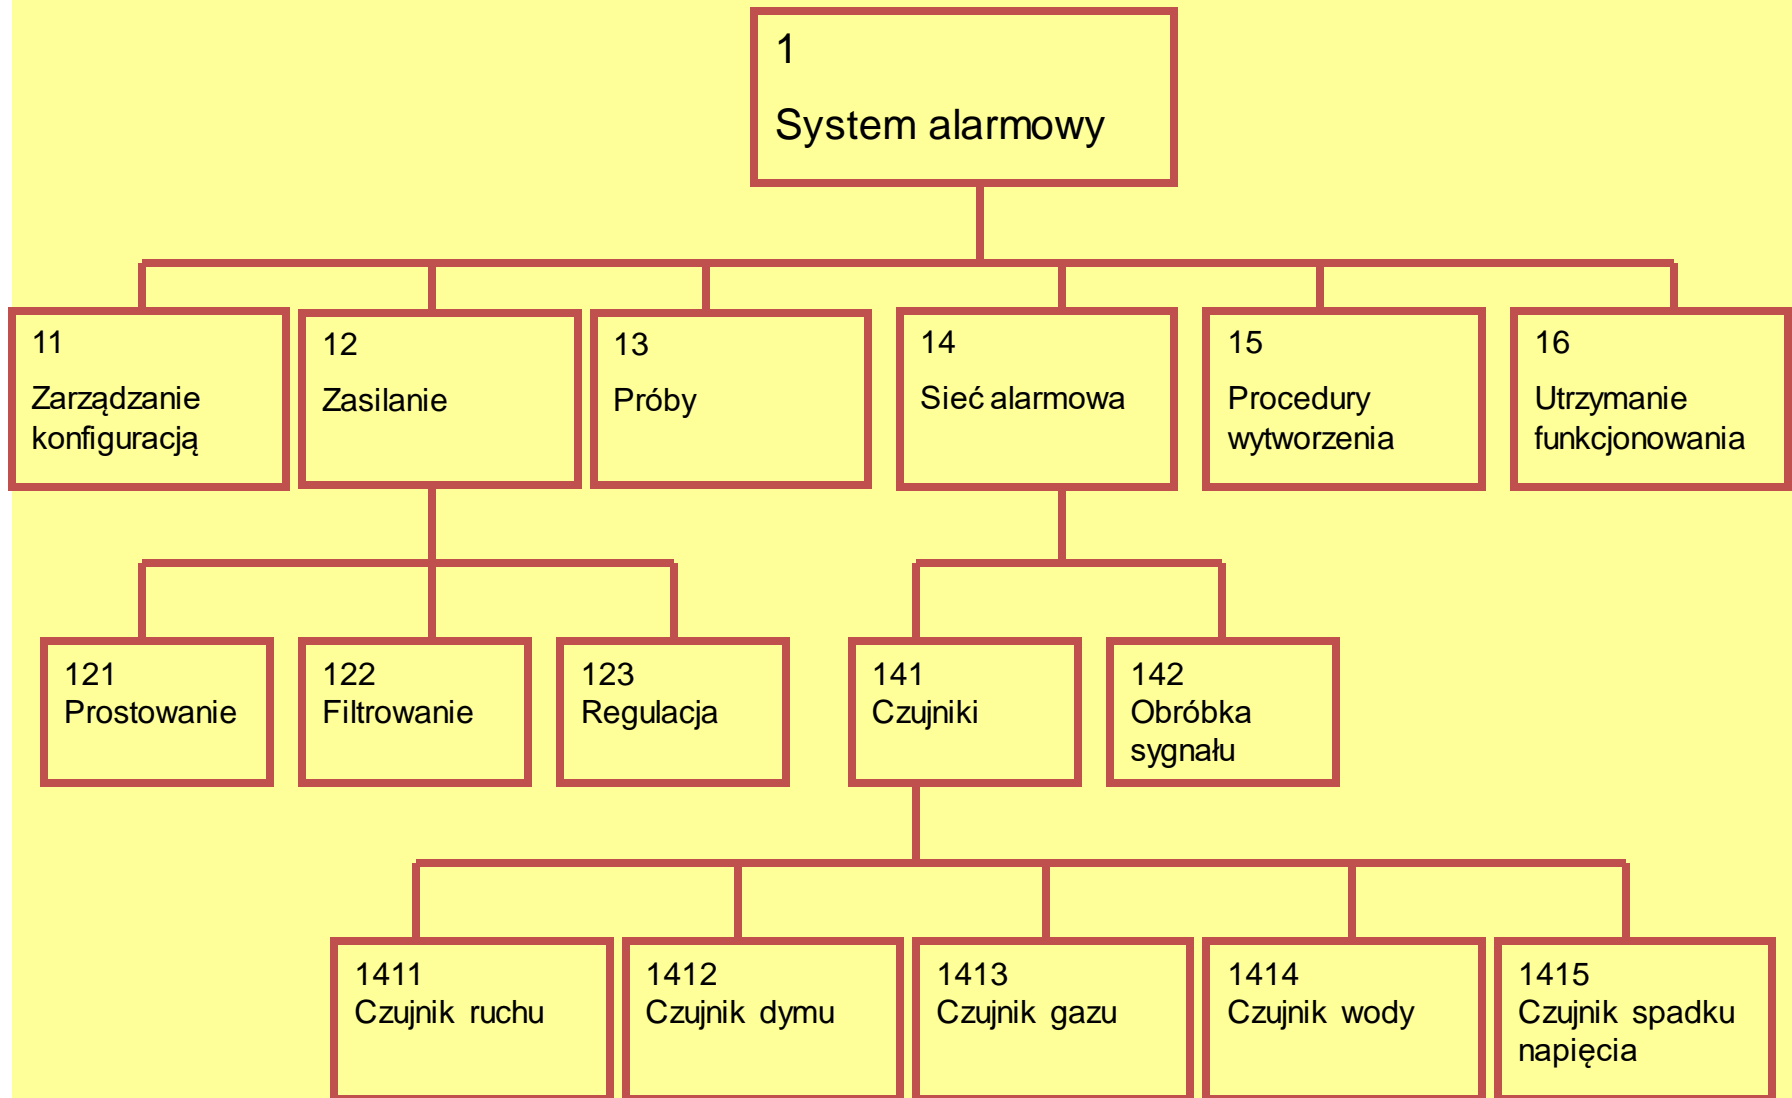 1
System alarmowy
11
Zarządzanie
konfiguracją
12
Zasilanie
13
Próby
14
Sieć alarmowa
15
Procedury
wytworzenia
16
Utrzymanie
funkcjonowania
121
Prostowanie
122
Filtrowanie
123
Regulacja
141
Czujniki
142
Obróbka
sygnału
1411
Czujnik ruchu
1412
Czujnik dymu
1413
Czujnik gazu
1414
Czujnik wody
1415
Czujnik spadku
napięcia